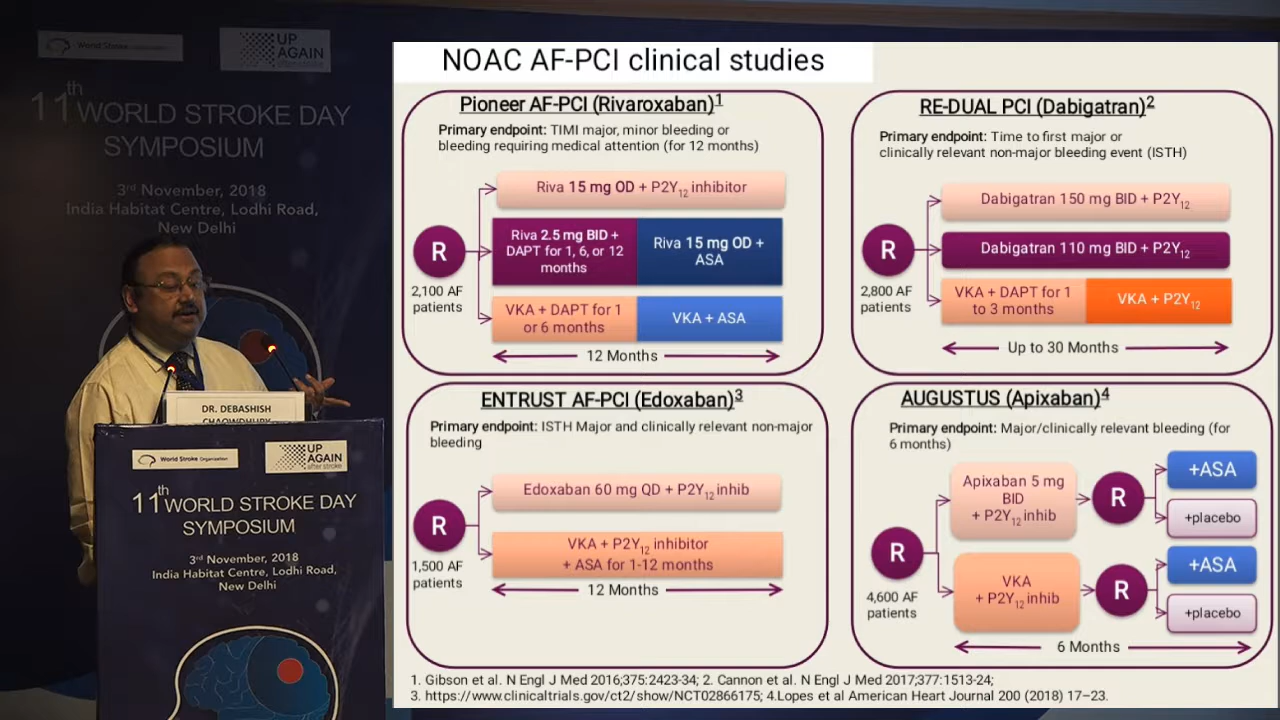 World Stroke Organization
UP
AGAIN
after stroke
11th WORLD STROKE DAY
SYMPOSIUM
3rd November, 2018
India Habitat Centre, Lodhi Road,
New Delhi
DR. DEBASHISH
CHAOWDHURY
World Stroke Organization
UP
AGAIN
after stroke
11th WORLD STROKE DAY
SYMPOSIUM
3rd November, 2018
India Habitat Centre, Lodhi Road,
New Delhi
NOAC AF-PCI clinical studies
Pioneer AF-PCI (Rivaroxaban)1
Primary endpoint: TIMI major, minor bleeding or
bleeding requiring medical attention (for 12 months)
R
2,100 AF
patients
Riva 15 mg OD + P2Y12 inhibitor
Riva 2.5 mg BID +
DAPT for 1, 6, or 12
months
Riva 15 mg OD +
ASA
VKA + DAPT for 1
or 6 months
VKA + ASA
12 Months
RE-DUAL PCI (Dabigatran)2
Primary endpoint: Time to first major or
clinically relevant non-major bleeding event (ISTH)
R
2,800 AF
patients
Dabigatran 150 mg BID + P2Y12
Dabigatran 110 mg BID + P2Y12
VKA + DAPT for 1
to 3 months
VKA + P2Y12
Up to 30 Months
ENTRUST AF-PCI (Edoxaban)3
Primary endpoint: ISTH Major and clinically relevant non-major
bleeding
R
1,500 AF
patients
Edoxaban 60 mg QD + P2Y12 inhib
VKA + P2Y12 inhibitor
+ ASA for 1-12 months
12 Months
AUGUSTUS (Apixaban)4
Primary endpoint: Major/clinically relevant bleeding (for
6 months)
R
4,600 AF
patients
Apixaban 5 mg
BID
+ P2Y12 inhib
R
+ASA
+placebo
VKA
+ P2Y12 inhib
R
+ASA
+placebo
6 Months
1. Gibson et al. N Engl J Med 2016;375:2423-34; 2. Cannon et al. N Engl J Med 2017;377:1513-24;
3. https://www.clinicaltrials.gov/ct2/show/NCT02866175; 4.Lopes et al American Heart Journal 200 (2018) 17–23.